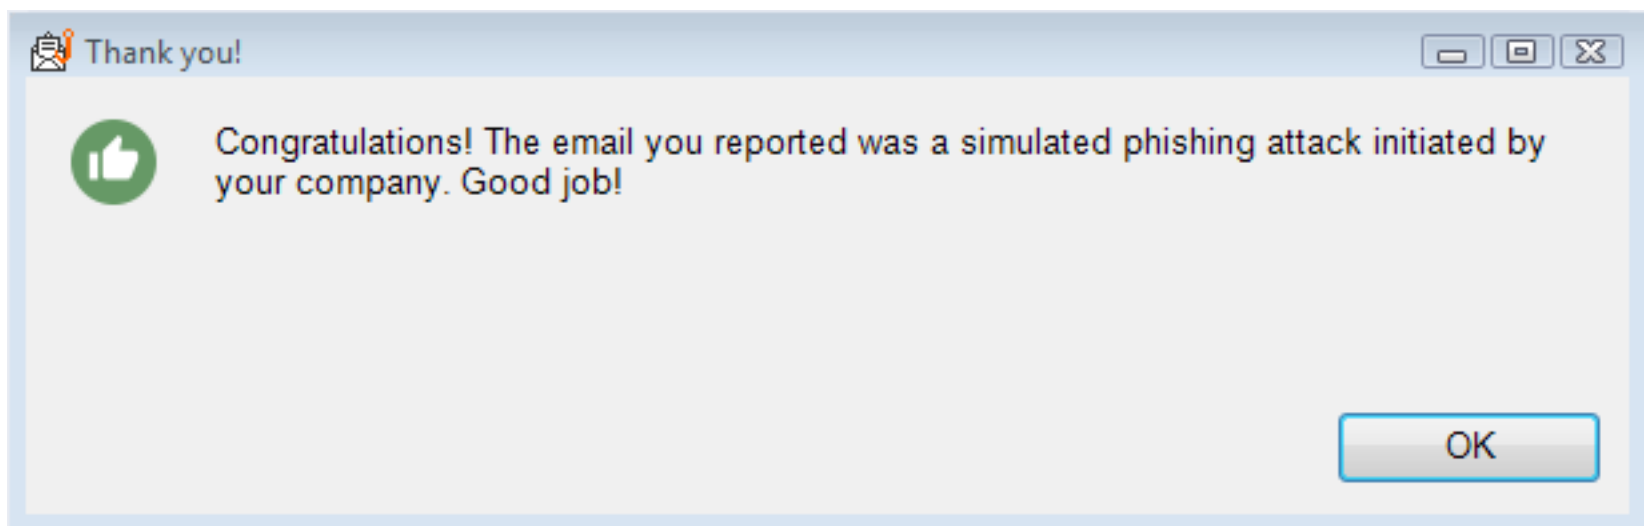 Thank you!
Congratulations! The email you reported was a simulated phishing attack initiated by
your company. Good job!
OK